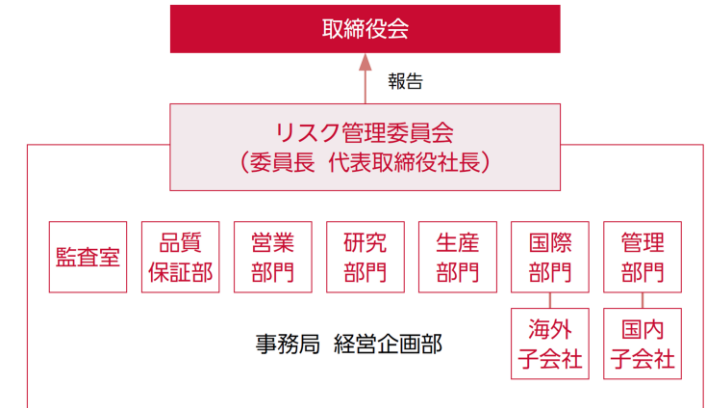 取締役会
報告
リスク管理委員会
（委員長 代表取締役社長）
監査室
品質
保証部
営業
部門
研究
部門
生産
部門
国際
部門
管理
部門
海外
子会社
国内
子会社
事務局 経営企画部